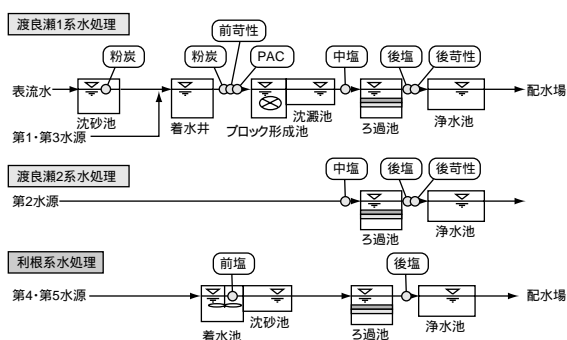 渡良瀬1系水処理
前苛性
粉炭
粉炭
PAC
中塩
後塩
後苛性
表流水
配水場
沈砂池
着水井
ブロック形成池
沈澱池
ろ過池
浄水池
第1・第3水源
渡良瀬2系水処理
中塩
後塩
後苛性
第2水源
ろ過池
浄水池
利根系水処理
前塩
後塩
第4・第5水源
配水場
着水池
沈砂池
ろ過池
浄水池